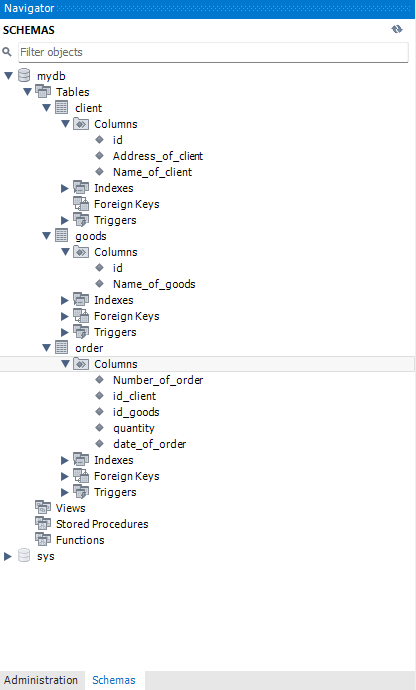 Navigator
SCHEMAS
Filter objects
mydb
Tables
client
Columns
id
Address_of_client
Name_of_client
Indexes
Foreign Keys
Triggers
goods
Columns
id
Name_of_goods
Indexes
Foreign Keys
Triggers
order
Columns
Number_of_order
id_client
id_goods
quantity
date_of_order
Indexes
Foreign Keys
Triggers
Views
Stored Procedures
Functions
sys
Administration Schemas